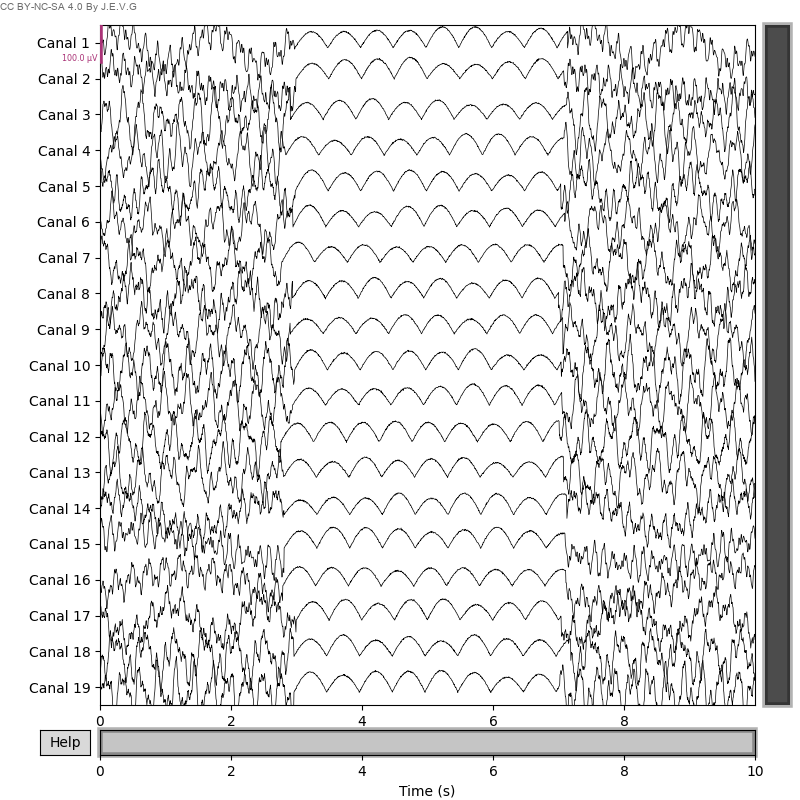 CC BY-NC-SA 4.0 By J.E.V.G
Canal 1
100.0 µV
Canal 2
Canal 3
Canal 4
Canal 5
Canal 6
Canal 7
Canal 8
Canal 9
Canal 10
Canal 11
Canal 12
Canal 13
Canal 14
Canal 15
Canal 16
Canal 17
Canal 18
Canal 19
0 2 4 6 8
Help
0 2 4 6 8 10
Time (s)